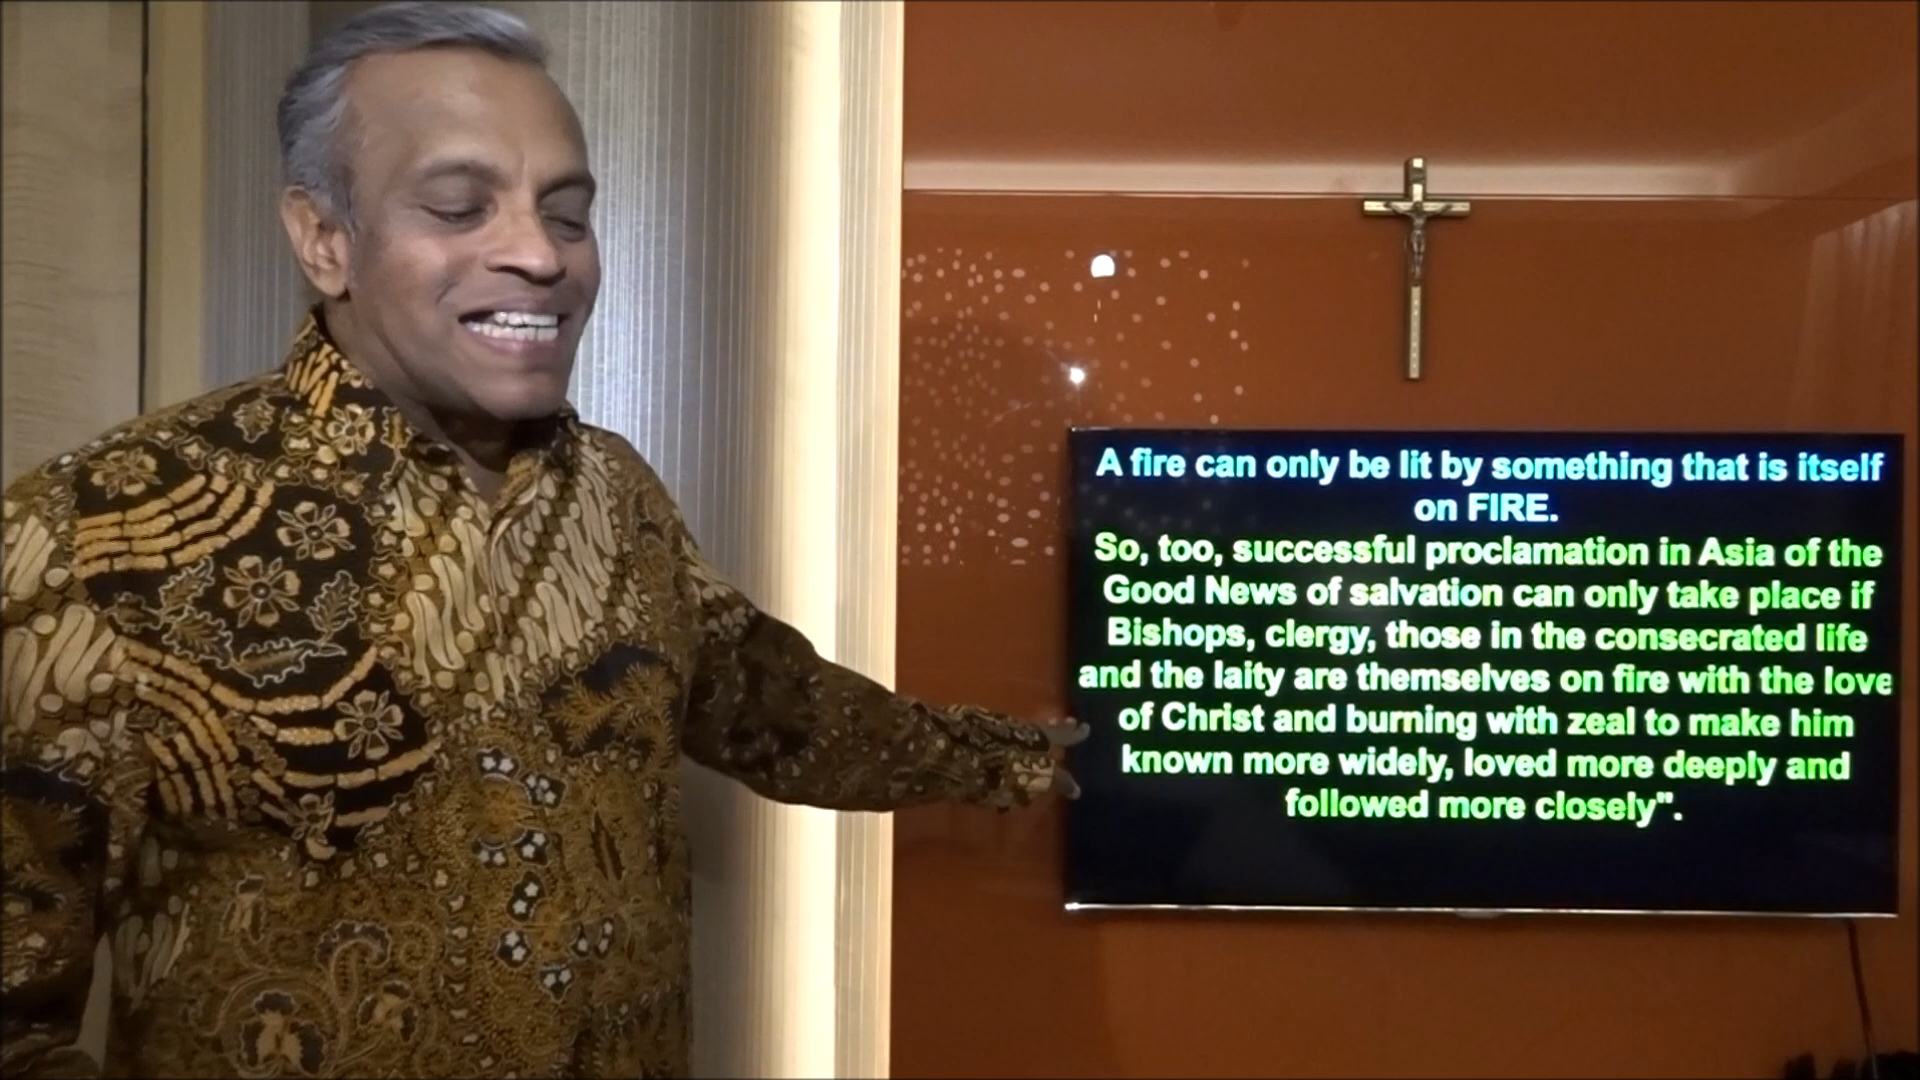 A fire can only be lit by something that is itself
on FIRE.
So, too, successful proclamation in Asia of the
Good News of salvation can only take place if
Bishops, clergy, those in the consecrated life
and the laity are themselves on fire with the love
of Christ and burning with zeal to make him
known more widely, loved more deeply and
followed more closely".